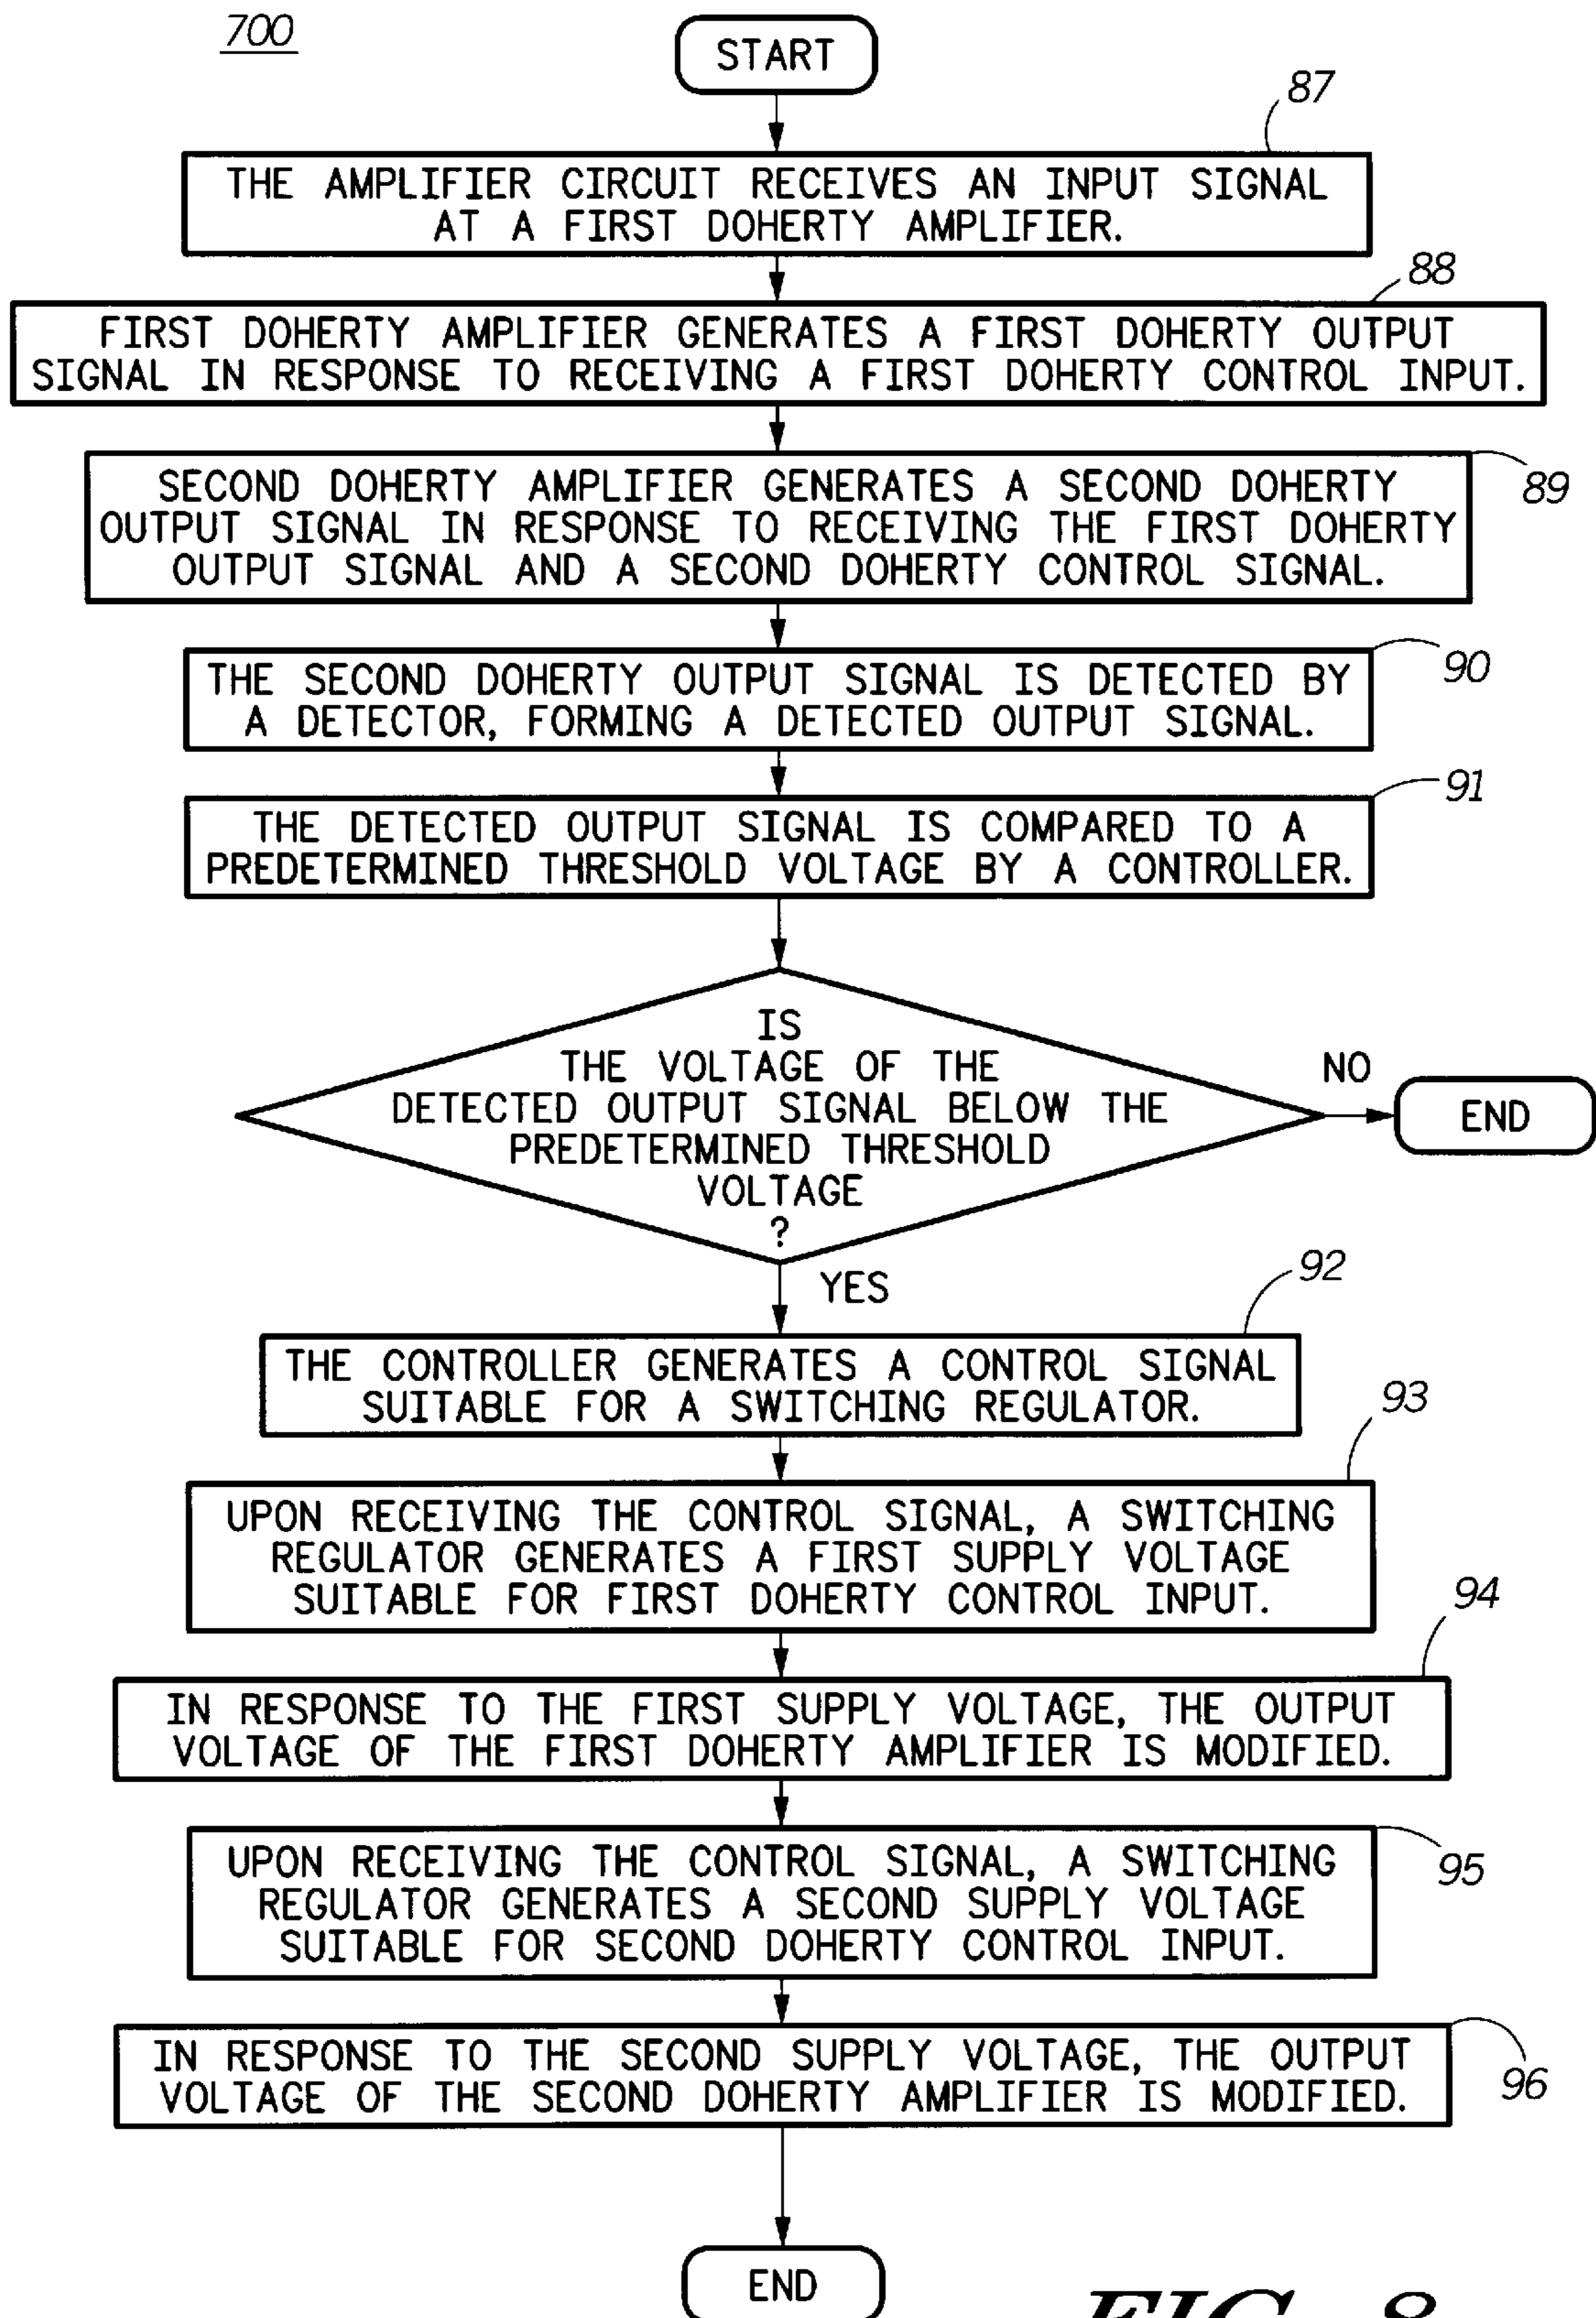 700
START
87
THE AMPLIFIER CIRCUIT RECEIVES AN INPUT SIGNAL
AT A FIRST DOHERTY AMPLIFIER.
88
FIRST DOHERTY AMPLIFIER GENERATES A FIRST DOHERTY OUTPUT
SIGNAL IN RESPONSE TO RECEIVING A FIRST DOHERTY CONTROL INPUT.
89
SECOND DOHERTY AMPLIFIER GENERATES A SECOND DOHERTY
OUTPUT SIGNAL IN RESPONSE TO RECEIVING THE FIRST DOHERTY
OUTPUT SIGNAL AND A SECOND DOHERTY CONTROL SIGNAL.
90
THE SECOND DOHERTY OUTPUT SIGNAL IS DETECTED BY
A DETECTOR, FORMING A DETECTED OUTPUT SIGNAL.
91
THE DETECTED OUTPUT SIGNAL IS COMPARED TO A
PREDETERMINED THRESHOLD VOLTAGE BY A CONTROLLER.
IS
THE VOLTAGE OF THE
DETECTED OUTPUT SIGNAL BELOW THE
PREDETERMINED THRESHOLD
VOLTAGE
?
NO
END
YES
92
THE CONTROLLER GENERATES A CONTROL SIGNAL
SUITABLE FOR A SWITCHING REGULATOR.
93
UPON RECEIVING THE CONTROL SIGNAL, A SWITCHING
REGULATOR GENERATES A FIRST SUPPLY VOLTAGE
SUITABLE FOR FIRST DOHERTY CONTROL INPUT.
94
IN RESPONSE TO THE FIRST SUPPLY VOLTAGE, THE OUTPUT
VOLTAGE OF THE FIRST DOHERTY AMPLIFIER IS MODIFIED.
95
UPON RECEIVING THE CONTROL SIGNAL, A SWITCHING
REGULATOR GENERATES A SECOND SUPPLY VOLTAGE
SUITABLE FOR SECOND DOHERTY CONTROL INPUT.
96
IN RESPONSE TO THE SECOND SUPPLY VOLTAGE, THE OUTPUT
VOLTAGE OF THE SECOND DOHERTY AMPLIFIER IS MODIFIED.
END
FIG. 8